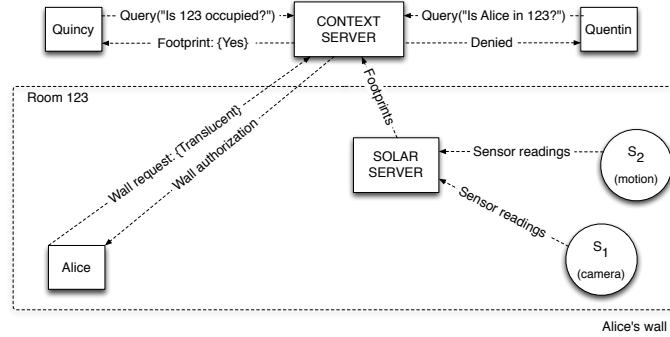 Quincy
Query("Is 123 occupied?")
Footprint: {Yes}
CONTEXT
SERVER
Query("Is Alice in 123?")
Denied
Quentin
Room 123
Wall request: {Translucent}
Wall authorization
Footprints
SOLAR
SERVER
Sensor readings
S2
(motion)
Sensor readings
S1
(camera)
Alice
Alice's wall